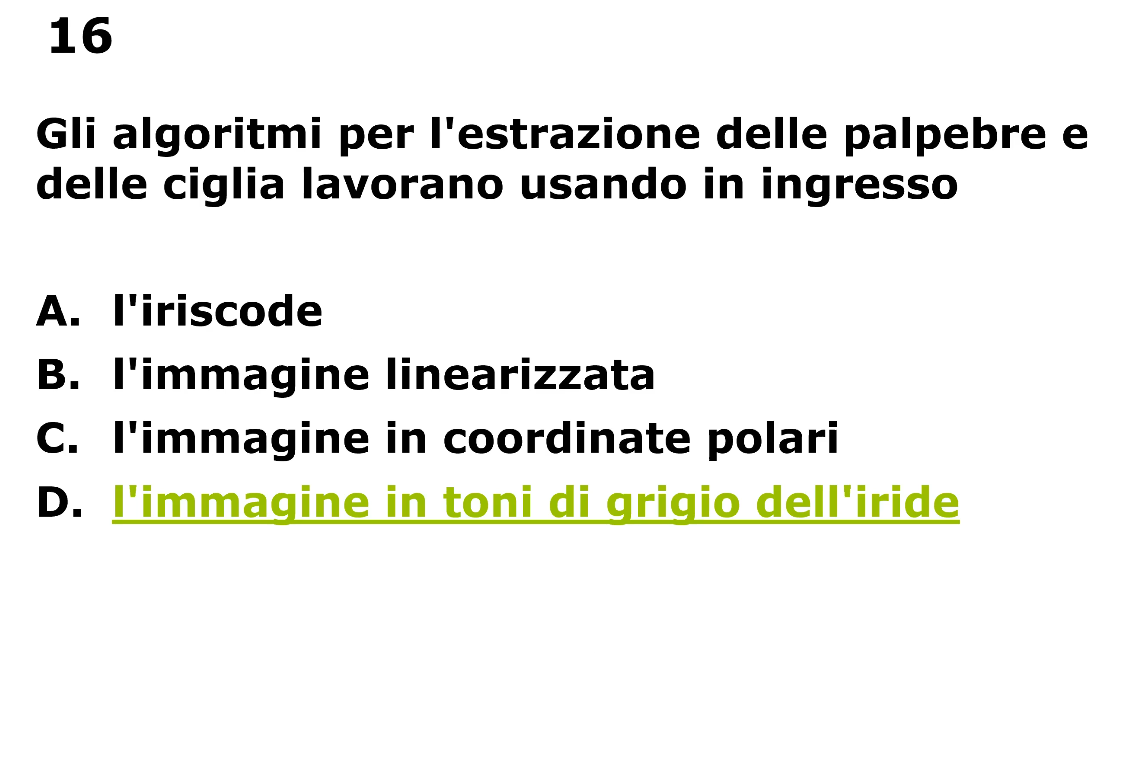 16
Gli algoritmi per l'estrazione delle palpebre e
delle ciglia lavorano usando in ingresso
A. l'iriscode
B. l'immagine linearizzata
C. l'immagine in coordinate polari
D. l'immagine in toni di grigio dell'iride